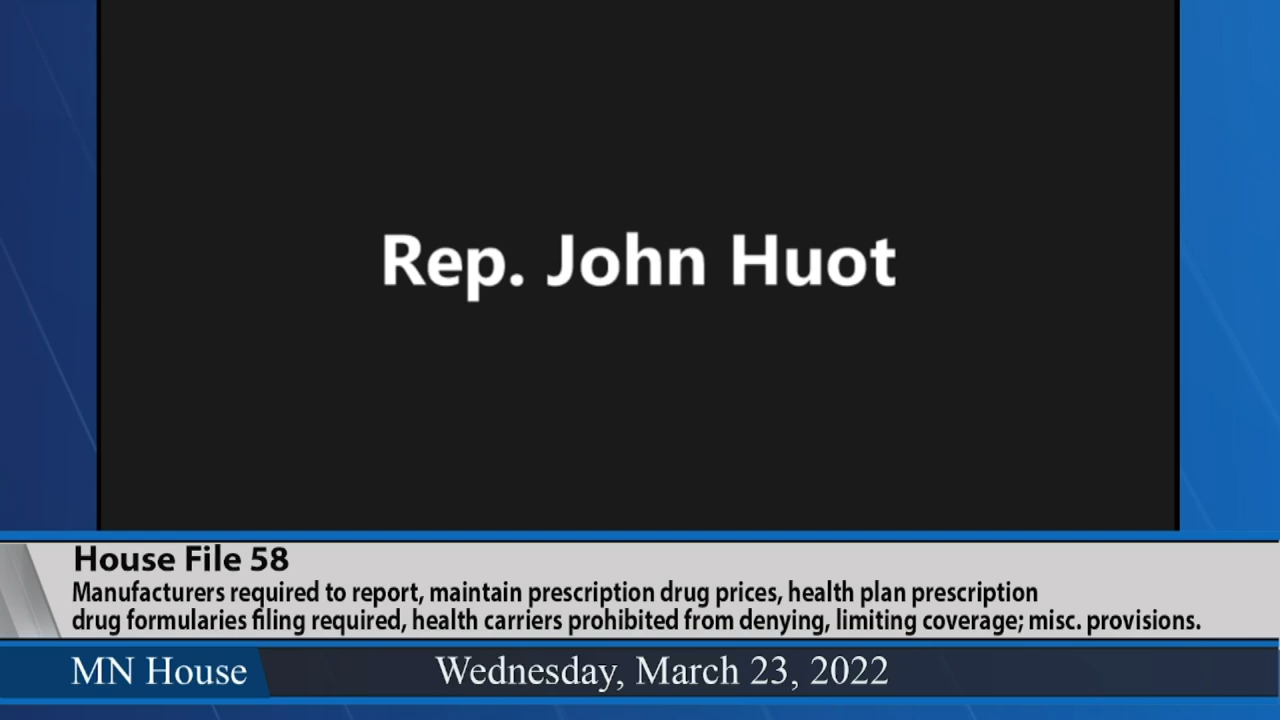 Rep. John Huot
House File 58
Manufacturers required to report, maintain prescription drug prices, health plan prescription
drug formularies filing required, health carriers prohibited from denying, limiting coverage; misc. provisions.
MN House
Wednesday, March 23, 2022